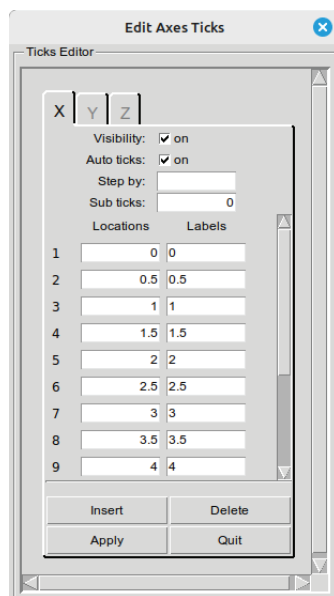 Edit Axes Ticks
Ticks Editor
X Y Z
Visibility: on
Auto ticks: on
Step by:
Sub ticks: 0
Locations Labels
1 0 0
2 0.5 0.5
3 1 1
4 1.5 1.5
5 2 2
6 2.5 2.5
7 3 3
8 3.5 3.5
9 4 4
Insert Delete
Apply Quit